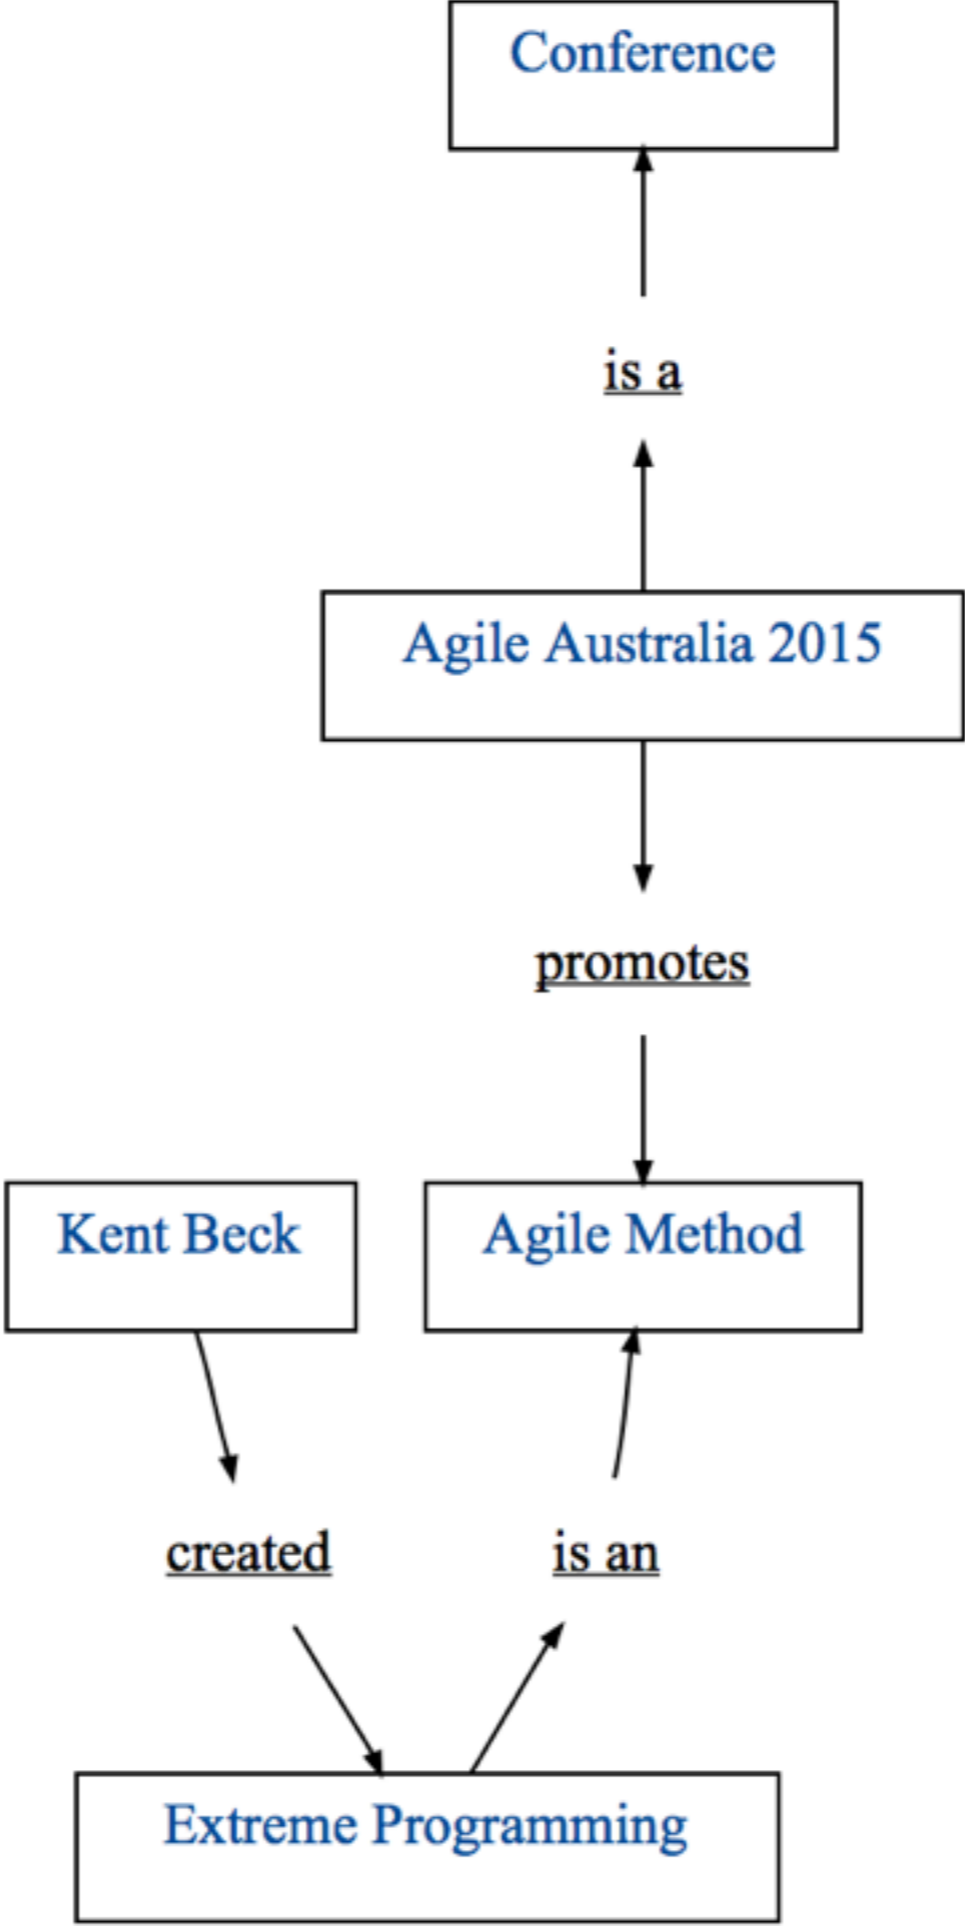 Conference
is a
Agile Australia 2015
promotes
Kent Beck
Agile Method
created
is an
Extreme Programming